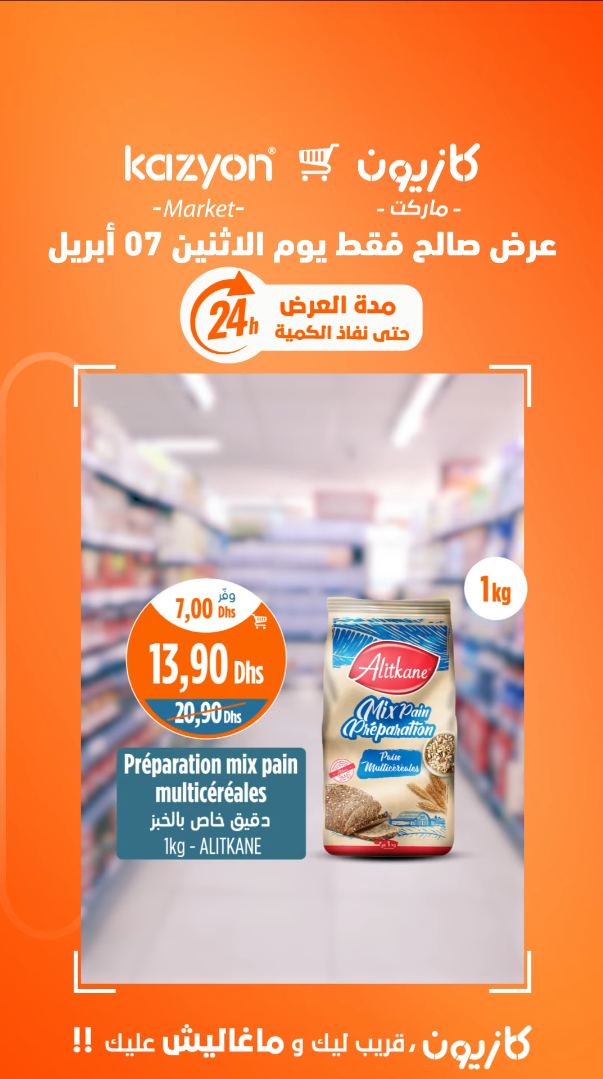 kazyon® كازيون
-Market- - ماركت -
عرض صالح فقط يوم الاثنين 07 أبريل
24h
مدة العرض
حتى نفاذ الكمية
1kg
وفّر
7,00 Dhs
13,90 Dhs
20,90 Dhs
Alitkane
Mix Pain
Préparation
Pain
Multicéréales
Préparation mix pain
multicéréales
دقيق خاص بالخبز
1kg - ALITKANE
كازيون، قريب ليك و ماغاليش عليك !!